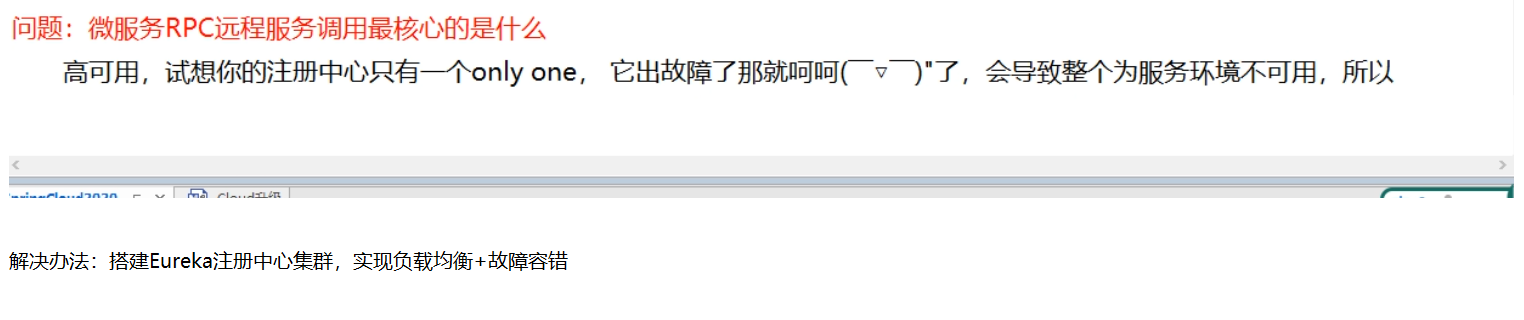 问题：微服务RPC远程服务调用最核心的是什么
高可用，试想你的注册中心只有一个only one， 它出故障了那就呵呵(￣▽￣)"了，会导致整个为服务环境不可用，所以
Cloud升级
解决办法：搭建Eureka注册中心集群，实现负载均衡+故障容错